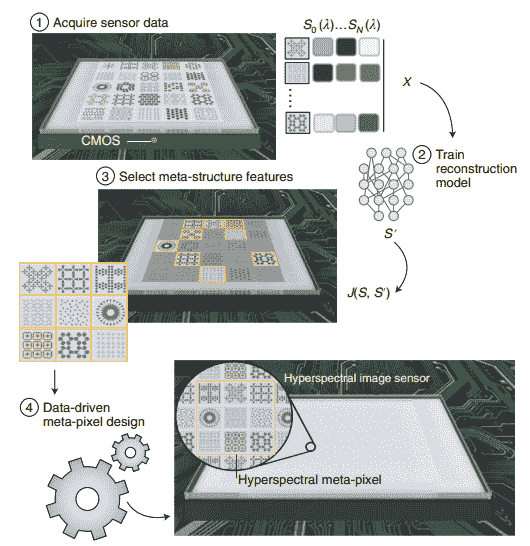 1 Acquire sensor data
S₀(λ)...S_N(λ)
CMOS
X
2 Train
reconstruction
model
3 Select meta-structure features
S′
J(S, S′)
4 Data-driven
meta-pixel design
Hyperspectral image sensor
Hyperspectral meta-pixel